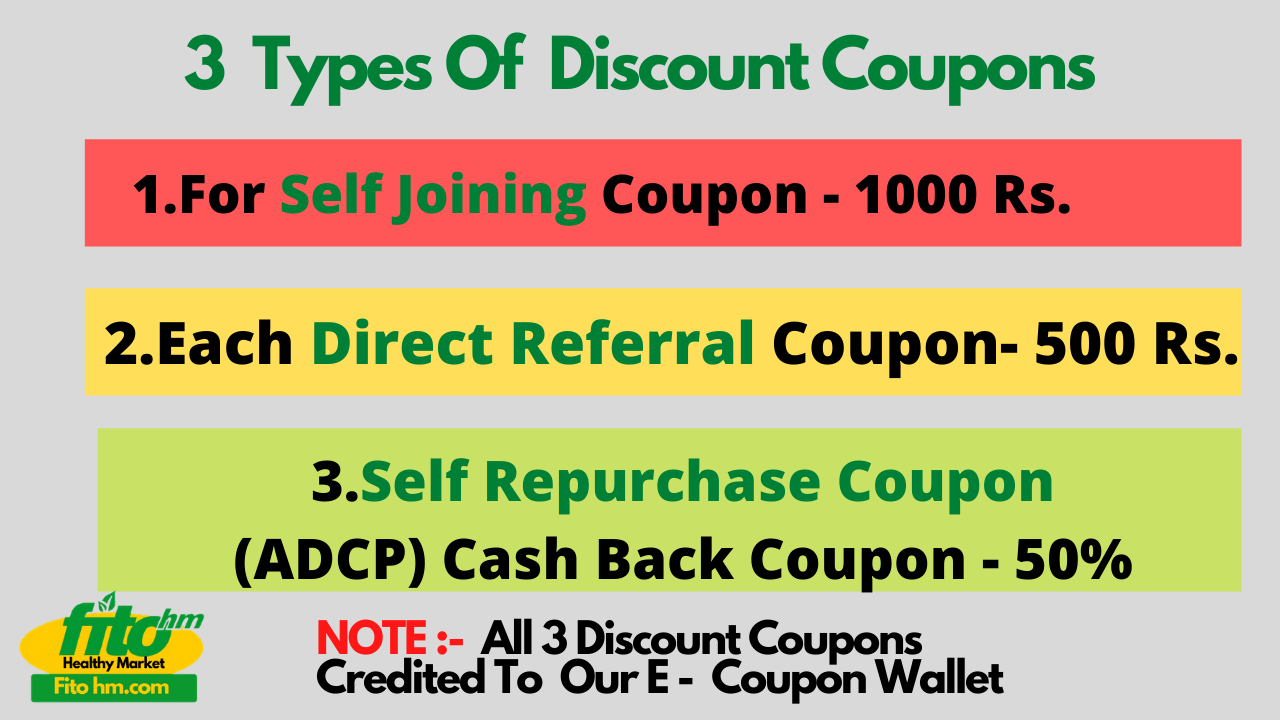 3 Types Of Discount Coupons
1.For Self Joining Coupon - 1000 Rs.
2.Each Direct Referral Coupon- 500 Rs.
3.Self Repurchase Coupon
(ADCP) Cash Back Coupon - 50%
fito hm
Healthy Market
Fito hm.com
NOTE :- All 3 Discount Coupons
Credited To Our E - Coupon Wallet